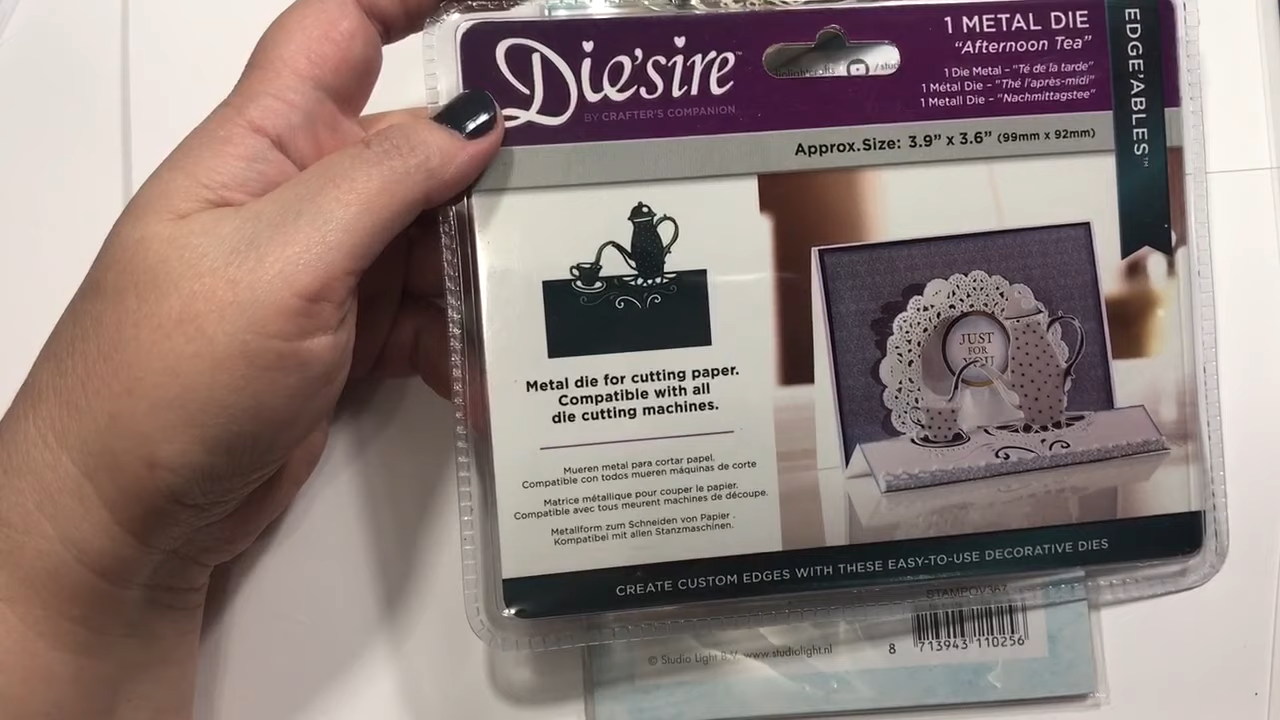 Die'sire™
BY CRAFTER'S COMPANION
1 METAL DIE
"Afternoon Tea"
1 Die Metal - "Té de la tarde"
1 Métal Die - "Thé l'après-midi"
1 Metall Die - "Nachmittagstee"
EDGE'ABLES™
/stud
Approx.Size: 3.9" x 3.6" (99mm x 92mm)
Metal die for cutting paper.
Compatible with all
die cutting machines.
Mueren metal para cortar papel.
Compatible con todos mueren máquinas de corte
Matrice métallique pour couper le papier.
Compatible avec tous meurent machines de découpe.
Metallform zum Schneiden von Papier .
Kompatibel mit allen Stanzmaschinen.
JUST
FOR
YOU
CREATE CUSTOM EDGES WITH THESE EASY-TO-USE DECORATIVE DIES
© Studio Light B.V. www.studiolight.nl
8 713943 110256